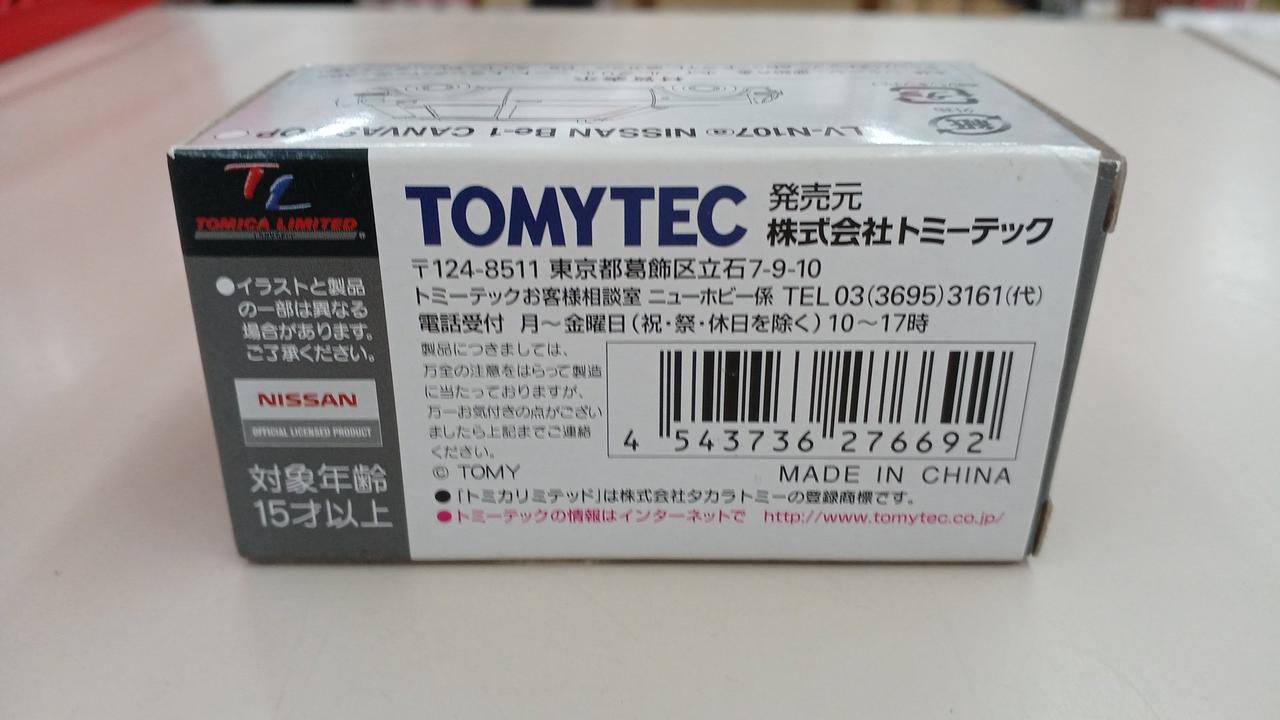 LV-N107ⓐ NISSAN Be-1 CANVAS TOP
材質表示
紙
TL
TOMICA LIMITED
TOMYTEC
発売元
株式会社トミーテック
〒124-8511 東京都葛飾区立石7-9-10
トミーテックお客様相談室 ニューホビー係 TEL 03(3695)3161(代)
電話受付 月〜金曜日(祝・祭・休日を除く)10〜17時
●イラストと製品
の一部は異なる
場合があります。
ご了承ください。
NISSAN
OFFICIAL LICENSED PRODUCT
対象年齢
15才以上
製品につきましては、
万全の注意をはらって製造
に当たっておりますが、
万一お気付きの点がござい
ましたら上記までご連絡
ください。
4 543736 276692
© TOMY
MADE IN CHINA
●「トミカリミテッド」は株式会社タカラトミーの登録商標です。
●トミーテックの情報はインターネットで http://www.tomytec.co.jp/